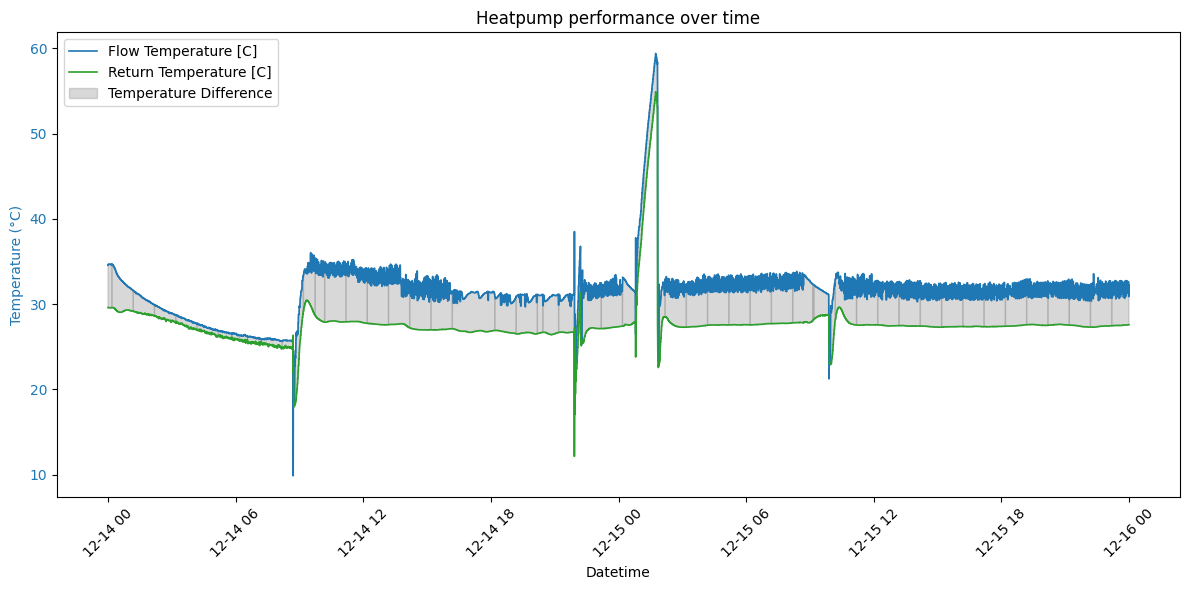 Heatpump performance over time
Flow Temperature [C]
Return Temperature [C]
Temperature Difference
Temperature (°C)
60
50
40
30
20
10
12-14 00
12-14 06
12-14 12
12-14 18
12-15 00
12-15 06
12-15 12
12-15 18
12-16 00
Datetime